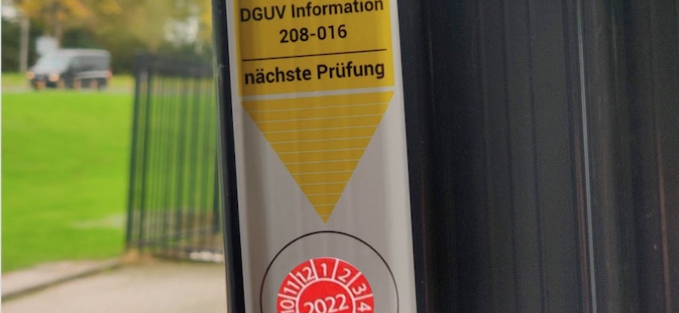 DGUV Information
208-016
nächste Prüfung
10 11 12 1 2 3 4
2022